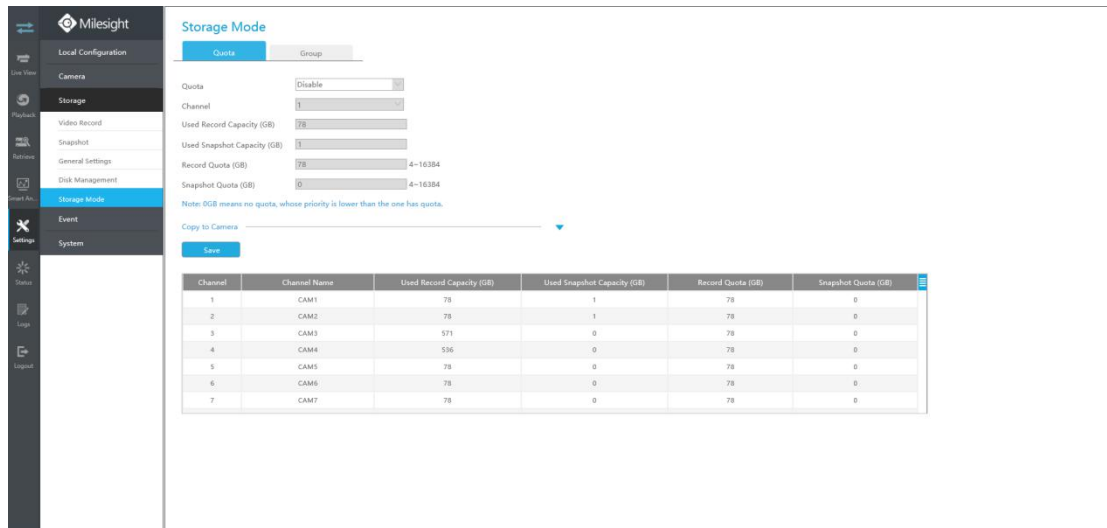 Milesight
Live View
Playback
Retrieve
Smart An...
Settings
Status
Logs
Logout
Local Configuration
Camera
Storage
Video Record
Snapshot
General Settings
Disk Management
Storage Mode
Event
System
Storage Mode
Quota Group
Quota Disable
Channel 1
Used Record Capacity (GB) 78
Used Snapshot Capacity (GB) 1
Record Quota (GB) 78 4~16384
Snapshot Quota (GB) 0 4~16384
Note: 0GB means no quota, whose priority is lower than the one has quota.
Copy to Camera
Save
Channel Channel Name Used Record Capacity (GB) Used Snapshot Capacity (GB) Record Quota (GB) Snapshot Quota (GB)
1 CAM1 78 1 78 0
2 CAM2 78 1 78 0
3 CAM3 571 0 78 0
4 CAM4 536 0 78 0
5 CAM5 78 0 78 0
6 CAM6 78 0 78 0
7 CAM7 78 0 78 0